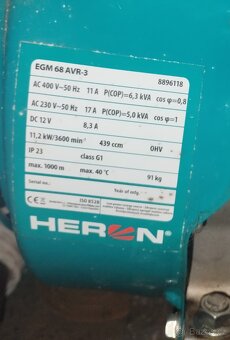 EGM 68 AVR-3 8896118
AC 400 V~50 Hz 11 A P(COP)=6,3 kVA cos φ=0,8
AC 230 V~50 Hz 17 A P(COP)=5,0 kVA cos φ=1
DC 12 V 8,3 A
11,2 kW/3600 min⁻¹ 439 ccm OHV
IP 23 class G1
max. 1000 m max. 40 °C 91 kg
Serial No.: Year of mfg.
CE ISO 8528
HERON